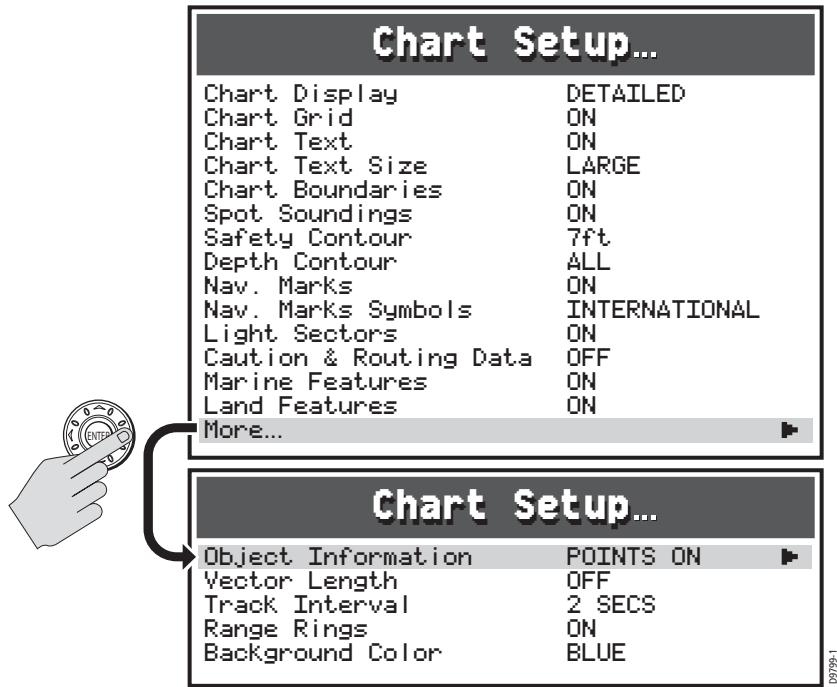 Chart Setup...
Chart Display DETAILED
Chart Grid ON
Chart Text ON
Chart Text Size LARGE
Chart Boundaries ON
Spot Soundings ON
Safety Contour 7ft
Depth Contour ALL
Nav. Marks ON
Nav. Marks Symbols INTERNATIONAL
Light Sectors ON
Caution & Routing Data OFF
Marine Features ON
Land Features ON
More...
ENTER
Chart Setup...
Object Information POINTS ON
Vector Length OFF
Track Interval 2 SECS
Range Rings ON
Background Color BLUE
D9799-1